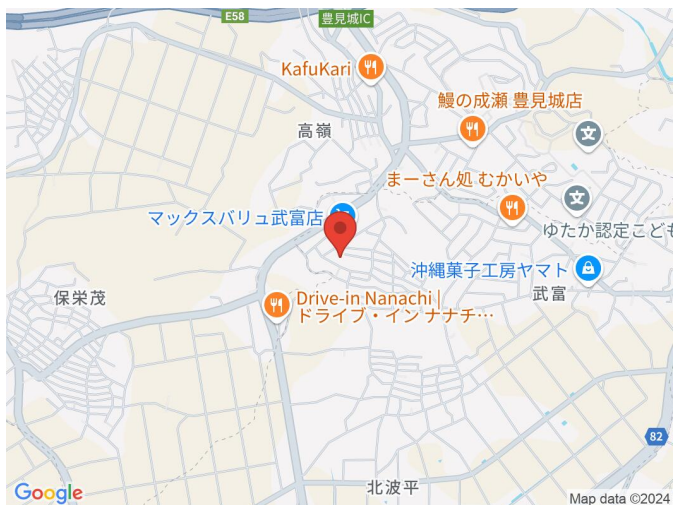 E58
豊見城IC
KafuKari
鰻の成瀬 豊見城店
高嶺
まーさん処 むかいや
マックスバリュ武富店
ゆたか認定こども
沖縄菓子工房ヤマト
武富
保栄茂
Drive-in Nanachi |
ドライブ・イン ナナチ…
82
北波平
Google
Map data ©2024